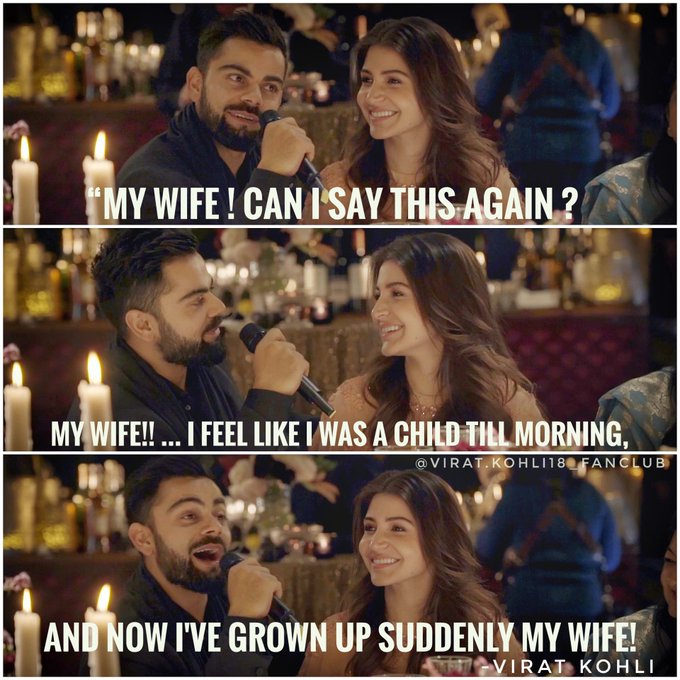 “MY WIFE ! CAN I SAY THIS AGAIN ?
MY WIFE!! ... I FEEL LIKE I WAS A CHILD TILL MORNING,
@VIRAT.KOHLI18_FANCLUB
AND NOW I'VE GROWN UP SUDDENLY MY WIFE!
-VIRAT KOHLI